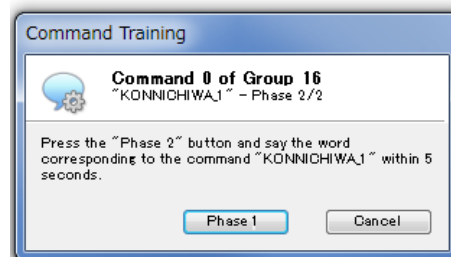 Command Training
Command 0 of Group 16
"KONNICHIWA_1" - Phase 2/2
Press the "Phase 2" button and say the word
corresponding to the command "KONNICHIWA_1" within 5
seconds.
Phase 1
Cancel